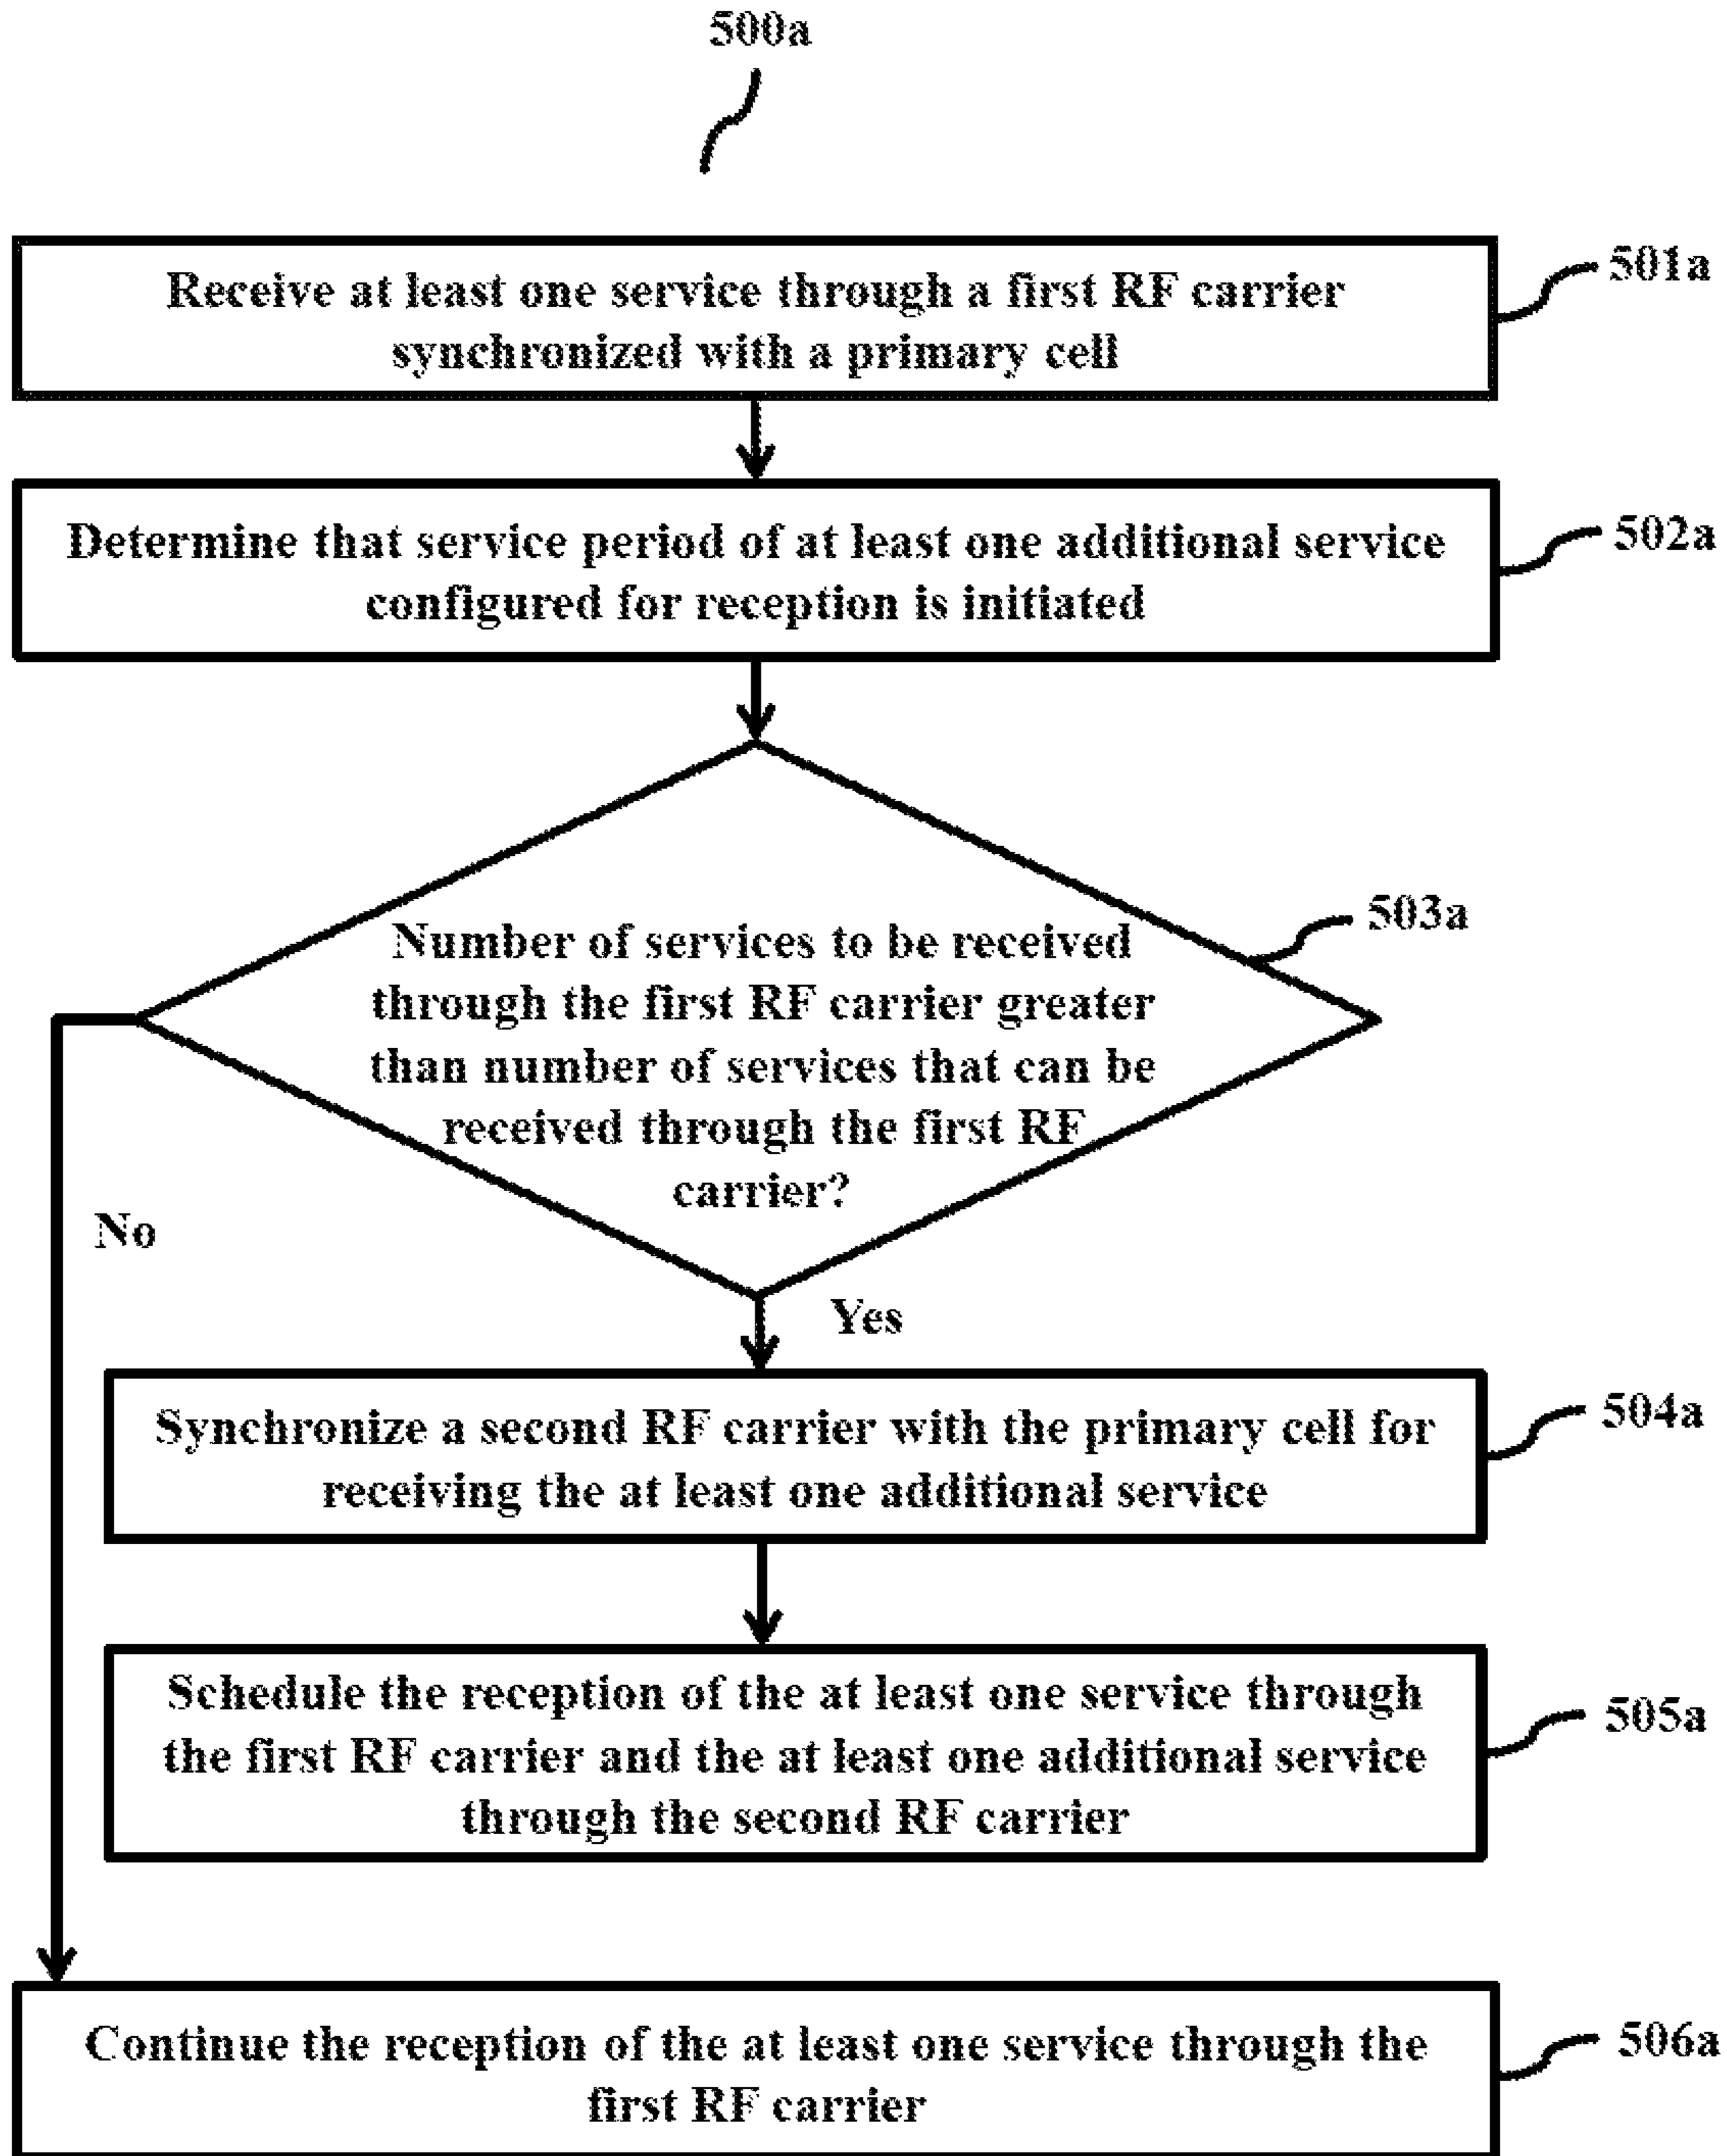 500a
Receive at least one service through a first RF carrier
synchronized with a primary cell
501a
Determine that service period of at least one additional service
configured for reception is initiated
502a
Number of services to be received
through the first RF carrier greater
than number of services that can be
received through the first RF
carrier?
503a
No
Yes
Synchronize a second RF carrier with the primary cell for
receiving the at least one additional service
504a
Schedule the reception of the at least one service through
the first RF carrier and the at least one additional service
through the second RF carrier
505a
Continue the reception of the at least one service through the
first RF carrier
506a